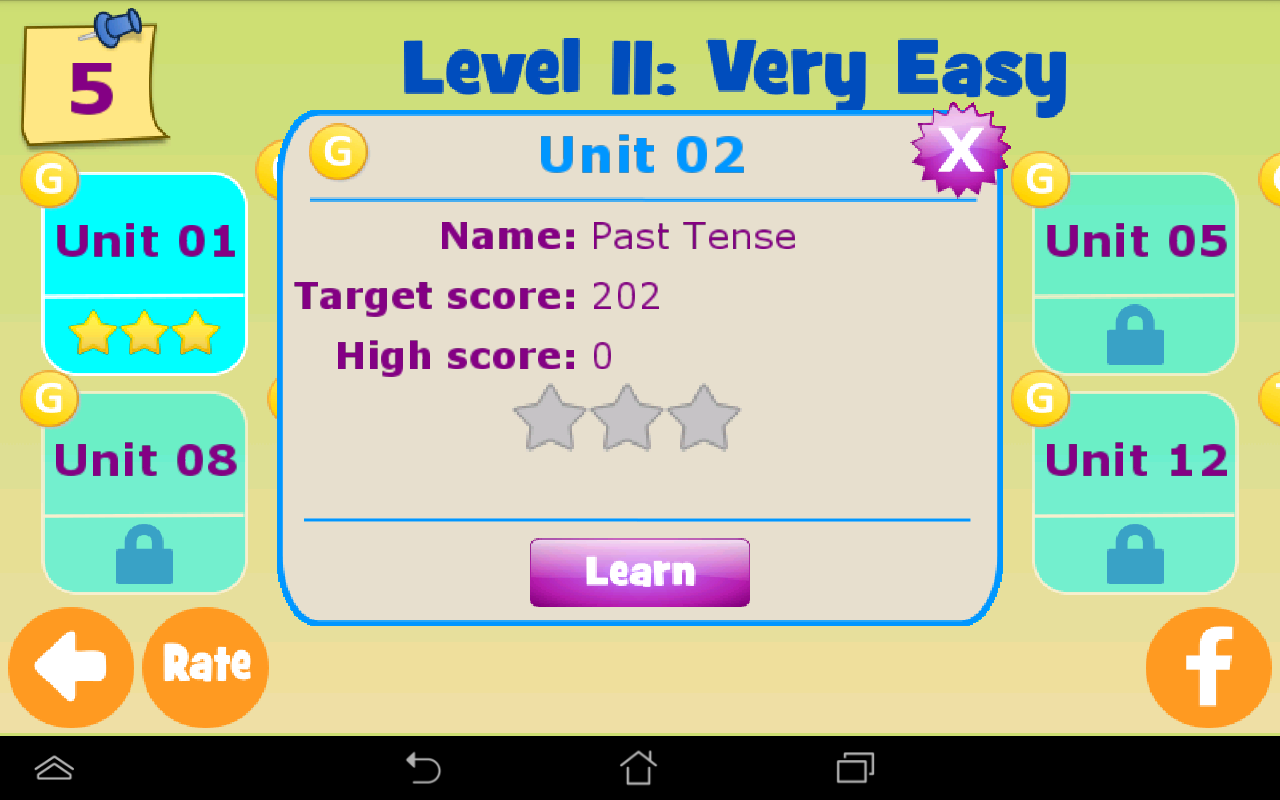 5
Level II: Very Easy
G
Unit 02
X
Name: Past Tense
Target score: 202
High score: 0
Learn
G
Unit 01
G
Unit 05
G
Unit 08
G
Unit 12
Rate
f